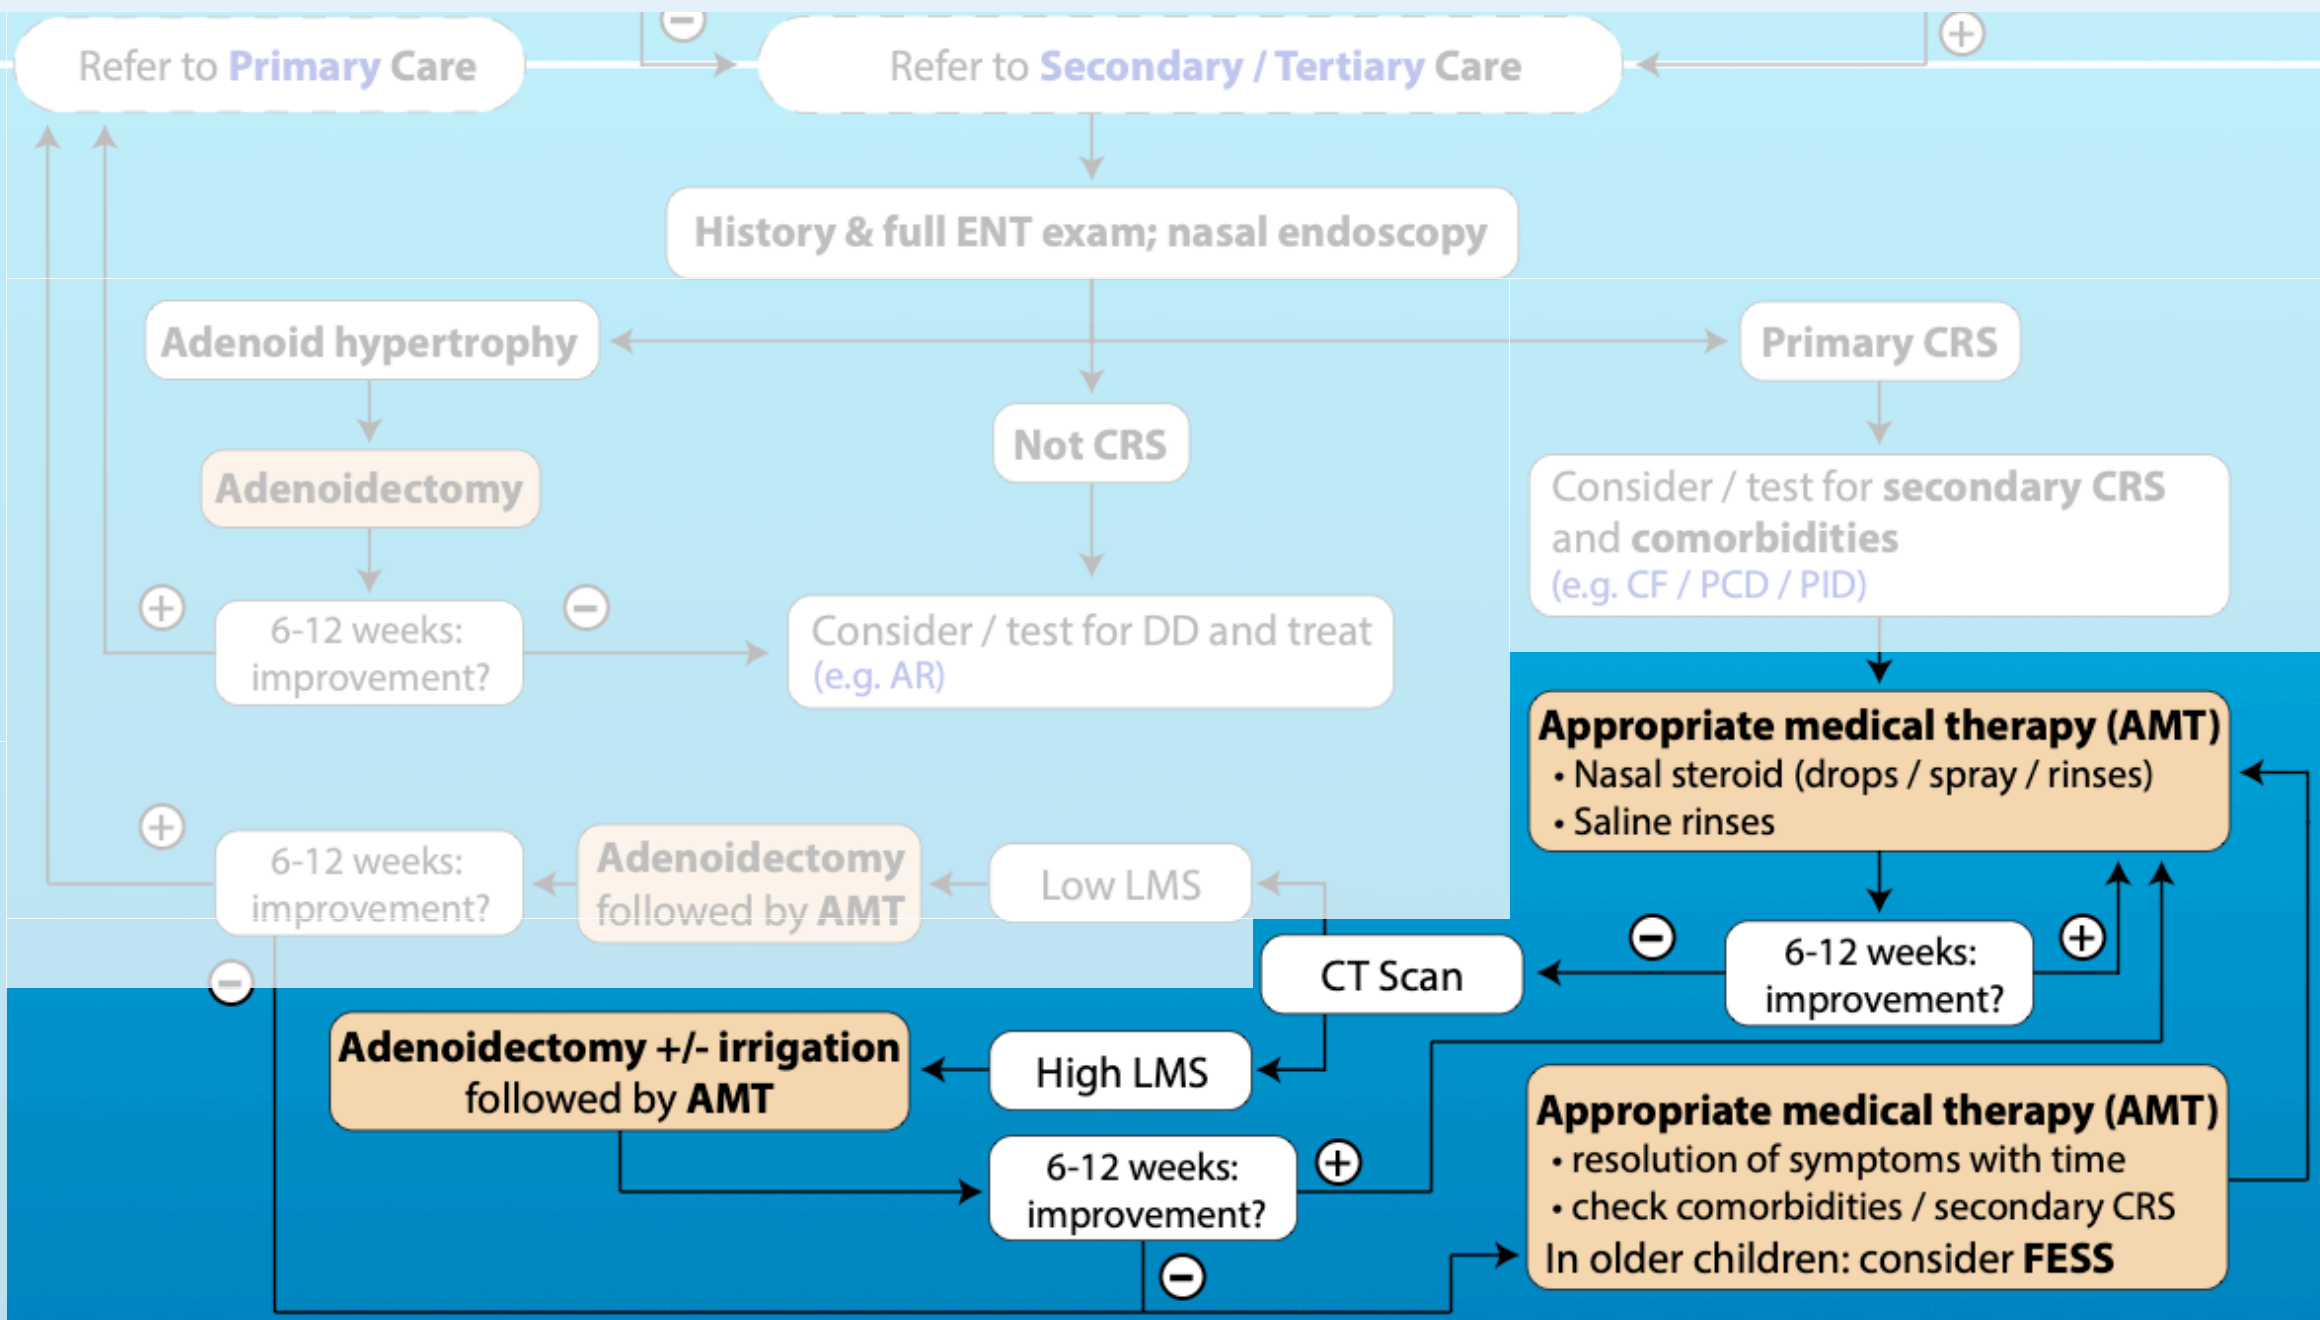 Refer to Primary Care
Refer to Secondary / Tertiary Care
History & full ENT exam; nasal endoscopy
Adenoid hypertrophy
Primary CRS
Not CRS
Adenoidectomy
Consider / test for secondary CRS
and comorbidities
(e.g. CF / PCD / PID)
6-12 weeks:
improvement?
Consider / test for DD and treat
(e.g. AR)
Appropriate medical therapy (AMT)
• Nasal steroid (drops / spray / rinses)
• Saline rinses
6-12 weeks:
improvement?
Adenoidectomy
followed by AMT
Low LMS
CT Scan
6-12 weeks:
improvement?
Adenoidectomy +/- irrigation
followed by AMT
High LMS
6-12 weeks:
improvement?
Appropriate medical therapy (AMT)
• resolution of symptoms with time
• check comorbidities / secondary CRS
In older children: consider FESS